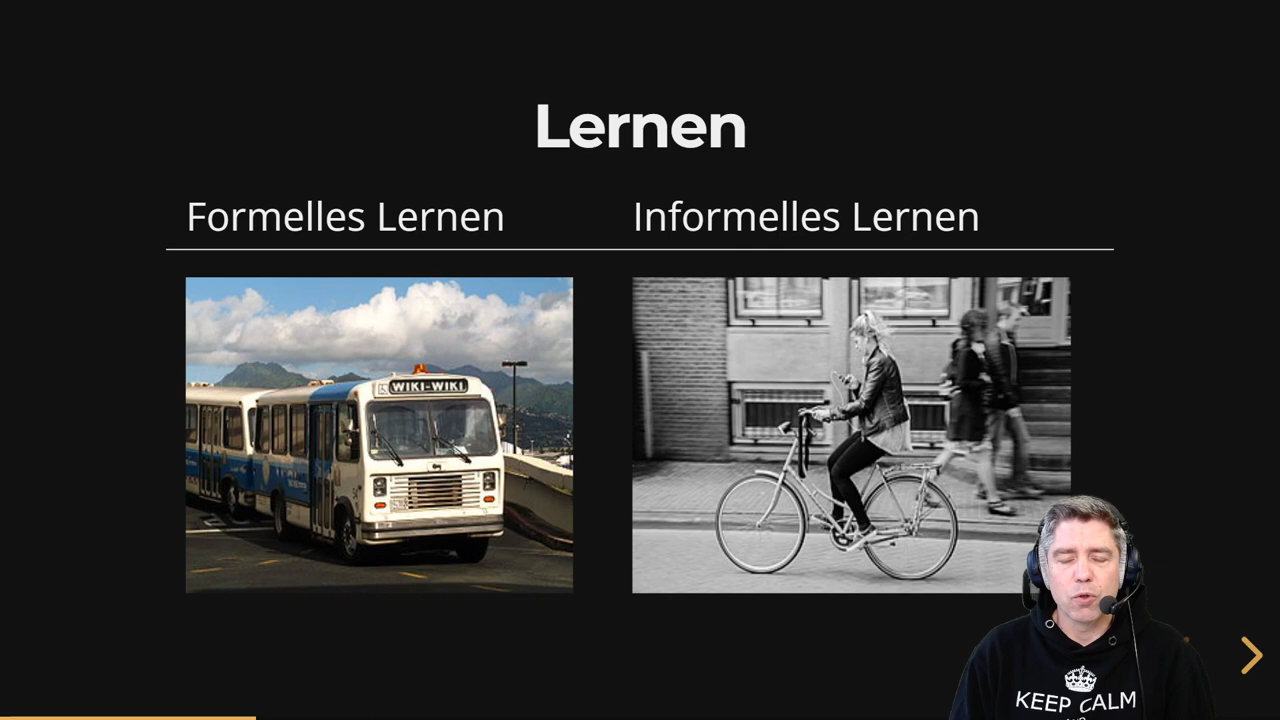 Lernen
Formelles Lernen
Informelles Lernen
WIKI-WIKI
KEEP CALM